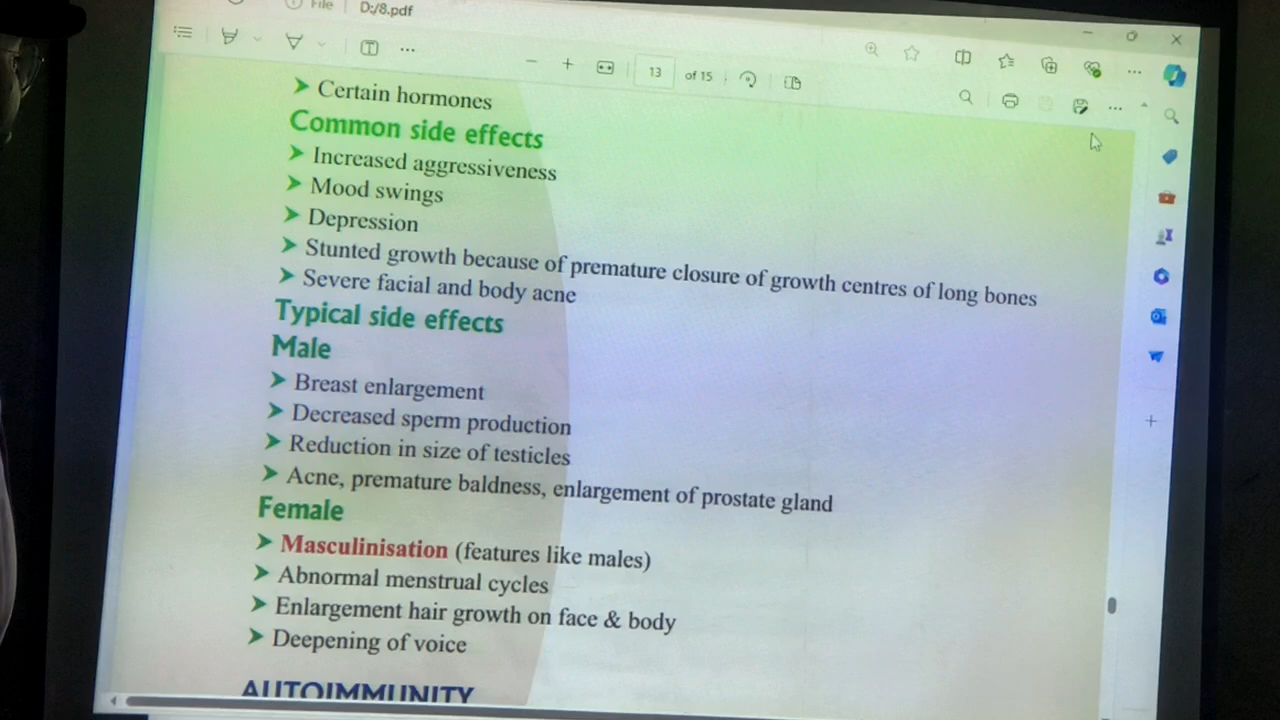 File | D:/8.pdf
13 of 15
➤ Certain hormones
Common side effects
➤ Increased aggressiveness
➤ Mood swings
➤ Depression
➤ Stunted growth because of premature closure of growth centres of long bones
➤ Severe facial and body acne
Typical side effects
Male
➤ Breast enlargement
➤ Decreased sperm production
➤ Reduction in size of testicles
➤ Acne, premature baldness, enlargement of prostate gland
Female
➤ Masculinisation (features like males)
➤ Abnormal menstrual cycles
➤ Enlargement hair growth on face & body
➤ Deepening of voice
AUTOIMMUNITY